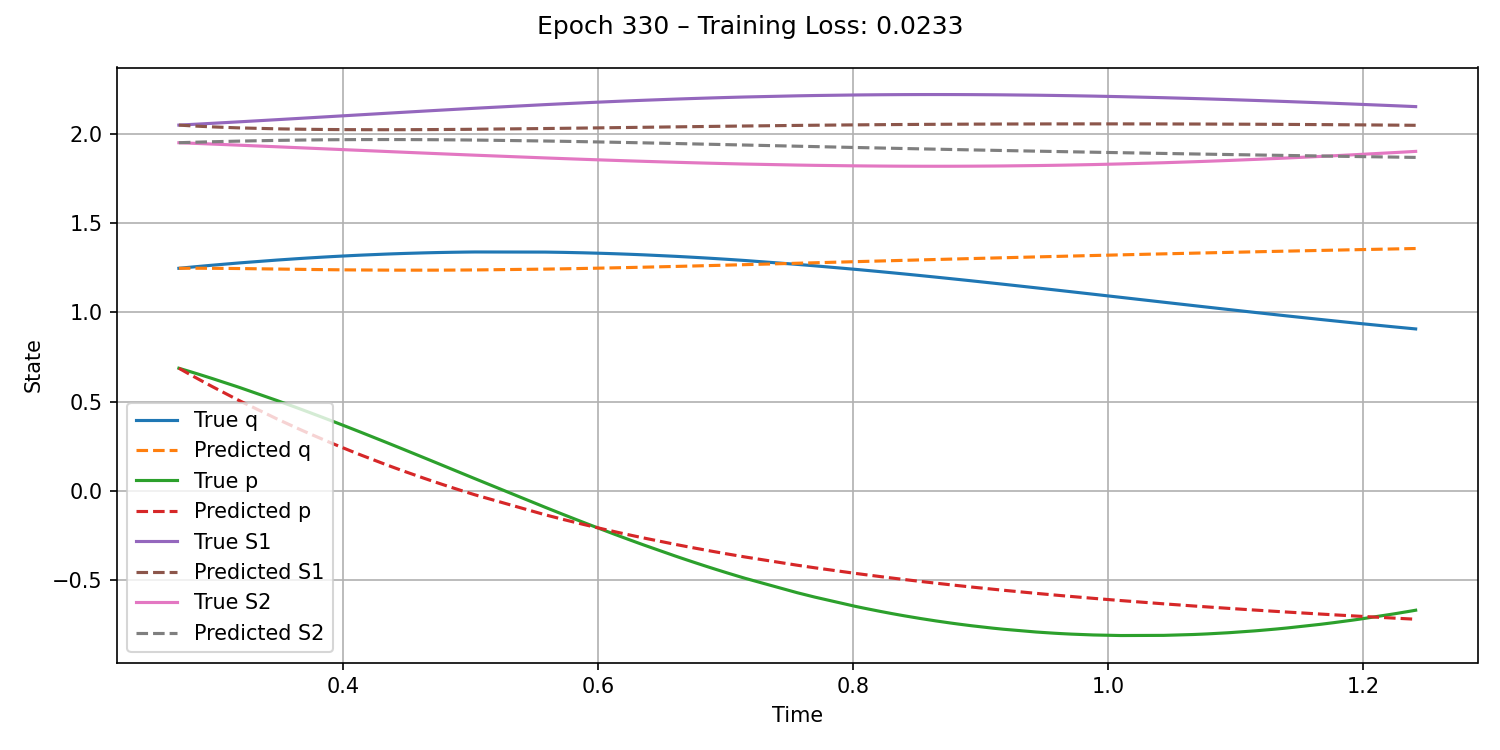 Epoch 330 – Training Loss: 0.0233
2.0
1.5
1.0
0.5
0.0
−0.5
State
True q
Predicted q
True p
Predicted p
True S1
Predicted S1
True S2
Predicted S2
0.4 0.6 0.8 1.0 1.2
Time